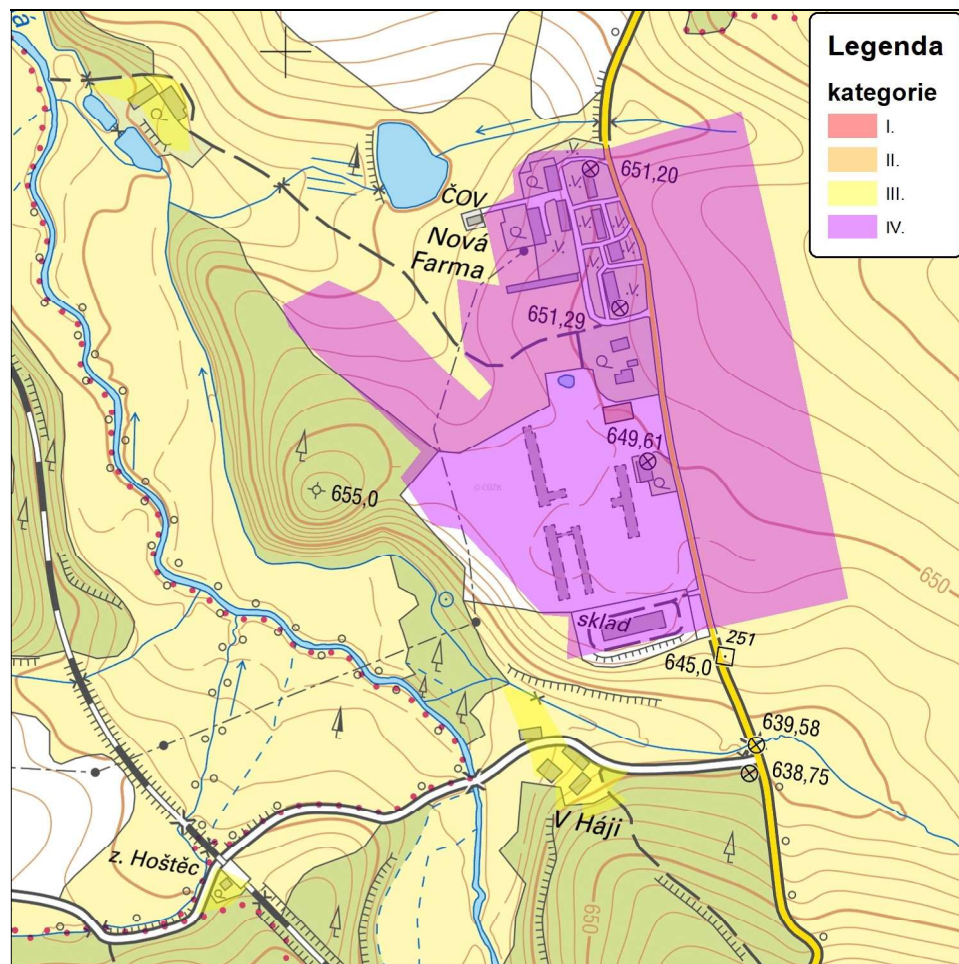 á
Legenda
kategorie
I.
II.
III.
IV.
651,20
ČOV
Nová
Farma
651,29
649,61
655,0
© ČÚZK
650
sklad
251
645,0
639,58
638,75
V Háji
z. Hoštěc
650